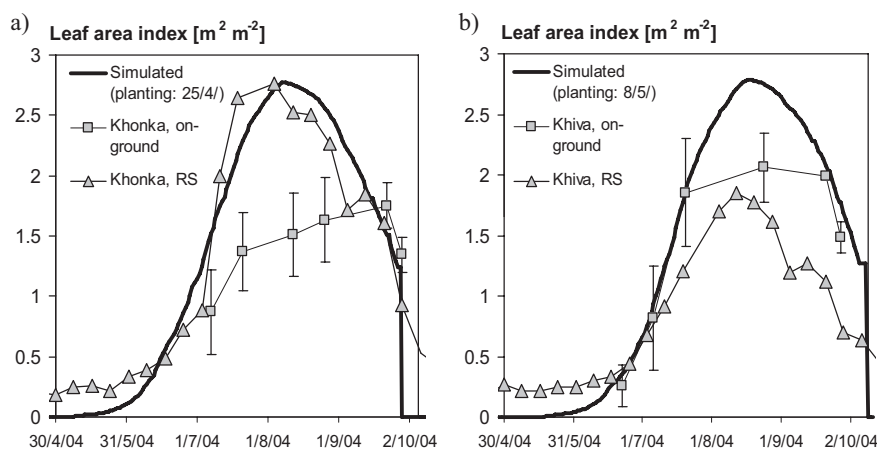 a)
Leaf area index [m² m⁻²]
3
2.5
2
1.5
1
0.5
0
Simulated
(planting: 25/4/)
Khonka, on-
ground
Khonka, RS
30/4/04 31/5/04 1/7/04 1/8/04 1/9/04 2/10/04
b)
Leaf area index [m² m⁻²]
3
2.5
2
1.5
1
0.5
0
Simulated
(planting: 8/5/)
Khiva, on-
ground
Khiva, RS
30/4/04 31/5/04 1/7/04 1/8/04 1/9/04 2/10/04